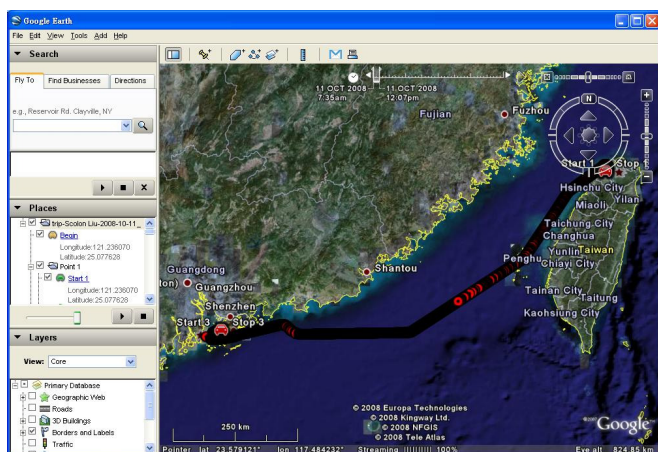 Google Earth
File Edit View Tools Add Help
Search
Fly To Find Businesses Directions
e.g., Reservoir Rd. Clayville, NY
Places
trip-Scolon Liu-2008-10-11_
Begin
Longitude:121.236070
Latitude:25.077628
Point 1
Start 1
Longitude:121.236070
Latitude:25.077628
Layers
View: Core
Primary Database
Geographic Web
Roads
3D Buildings
Borders and Labels
Traffic
11 OCT 2008
7:35am
11 OCT 2008
12:07pm
N
Fujian
Fuzhou
Start 1 Stop
Hsinchu City
Yilan
Miaoli
Taichung City
Changhua
Penghu
Yunlin Taiwan
Chiayi City
Tainan City
Taitung
Kaohsiung City
Guangdong
Guangzhou
Shantou
Shenzhen
Start 3 Stop 3
250 km
© 2008 Europa Technologies
© 2008 Kingway Ltd.
© 2008 NFGIS
© 2008 Tele Atlas
Google
Pointer lat 23.579121° lon 117.484232° Streaming |||||||||| 100% Eye alt 824.85 km